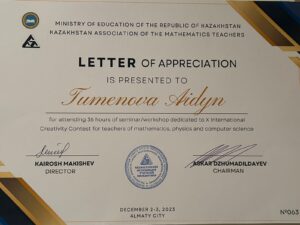 MINISTRY OF EDUCATION OF THE REPUBLIC OF KAZAKHSTAN
KAZAKHSTAN ASSOCIATION OF THE MATHEMATICS TEACHERS
LETTER OF APPRECIATION
IS PRESENTED TO
Tumenova Aidyn
for attending 36 hours of seminar/workshop dedicated to X International
Creativity Contest for teachers of mathematics, physics and computer science
KAIROSH MAKISHEV
DIRECTOR
ASKAR DZHUMADILDAYEV
CHAIRMAN
DECEMBER 2-3, 2023
ALMATY CITY
N°063